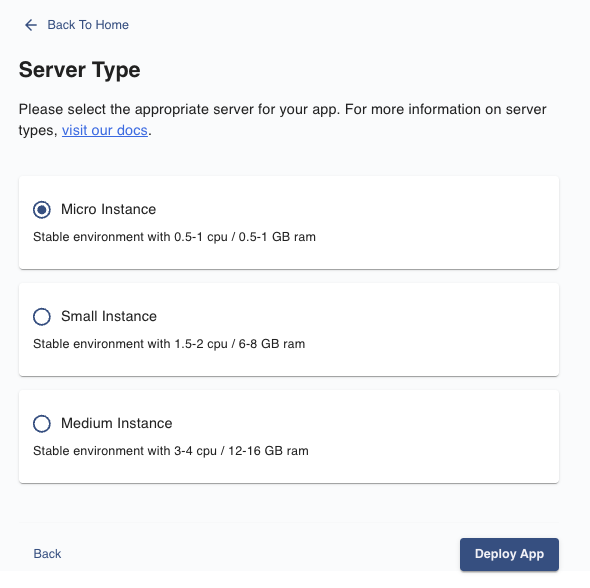 Back To Home
Server Type
Please select the appropriate server for your app. For more information on server
types, visit our docs.
Micro Instance
Stable environment with 0.5-1 cpu / 0.5-1 GB ram
Small Instance
Stable environment with 1.5-2 cpu / 6-8 GB ram
Medium Instance
Stable environment with 3-4 cpu / 12-16 GB ram
Back
Deploy App